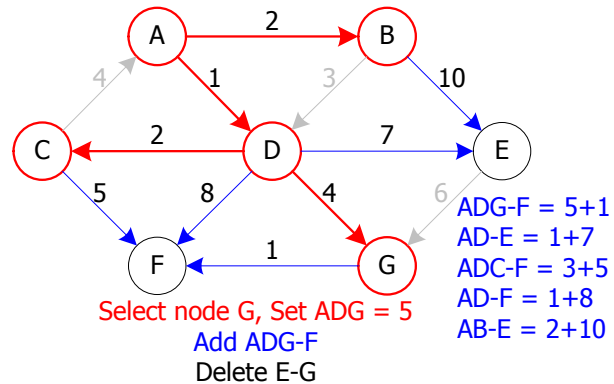 2
A
B
4
1
3
10
2
7
C
D
E
5
8
4
6
ADG-F = 5+1
AD-E = 1+7
1
F
G
ADC-F = 3+5
AD-F = 1+8
AB-E = 2+10
Select node G, Set ADG = 5
Add ADG-F
Delete E-G